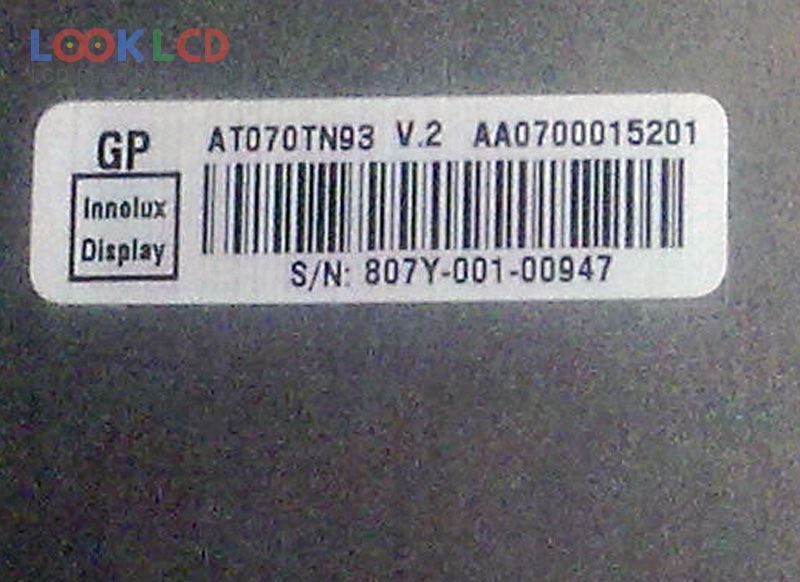 LOOK LCD
GP
AT070TN93 V.2 AA0700015201
Innolux
Display
S/N: 807Y-001-00947